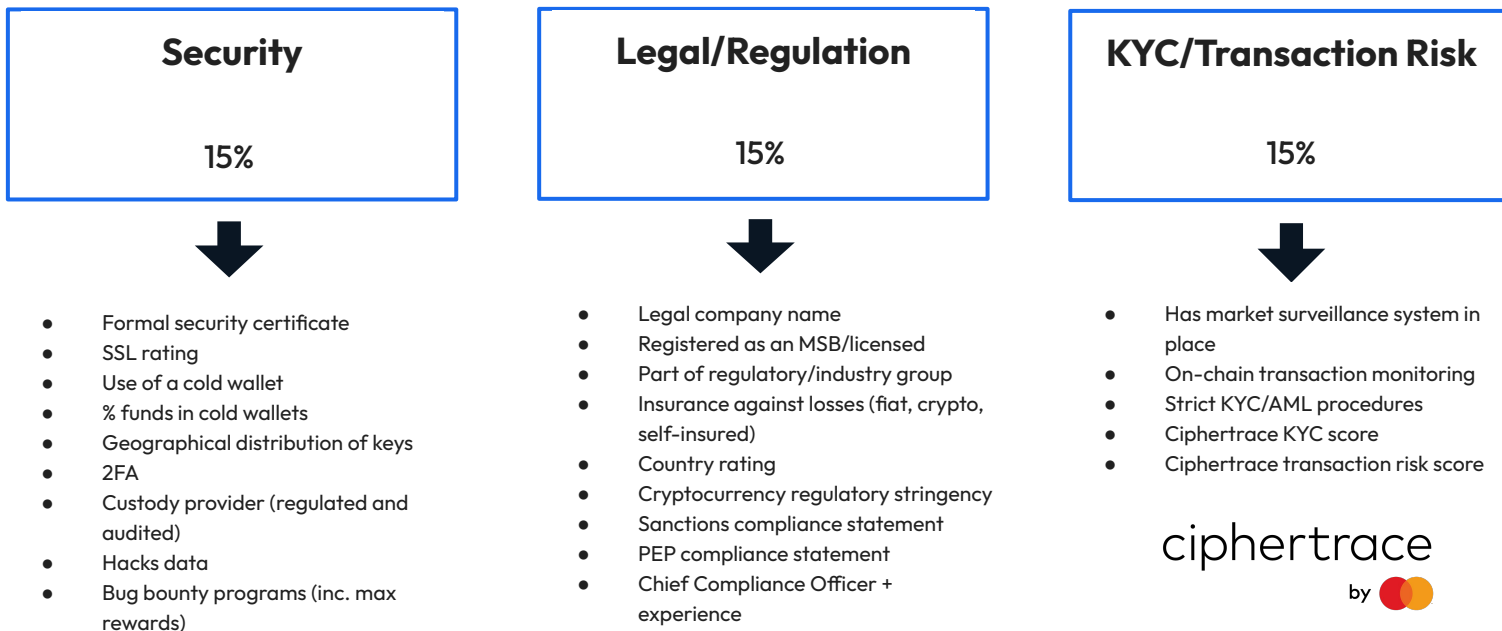 Security
15%
● Formal security certificate
● SSL rating
● Use of a cold wallet
● % funds in cold wallets
● Geographical distribution of keys
● 2FA
● Custody provider (regulated and
audited)
● Hacks data
● Bug bounty programs (inc. max
rewards)
Legal/Regulation
15%
● Legal company name
● Registered as an MSB/licensed
● Part of regulatory/industry group
● Insurance against losses (fiat, crypto,
self-insured)
● Country rating
● Cryptocurrency regulatory stringency
● Sanctions compliance statement
● PEP compliance statement
● Chief Compliance Officer +
experience
KYC/Transaction Risk
15%
● Has market surveillance system in
place
● On-chain transaction monitoring
● Strict KYC/AML procedures
● Ciphertrace KYC score
● Ciphertrace transaction risk score
ciphertrace
by